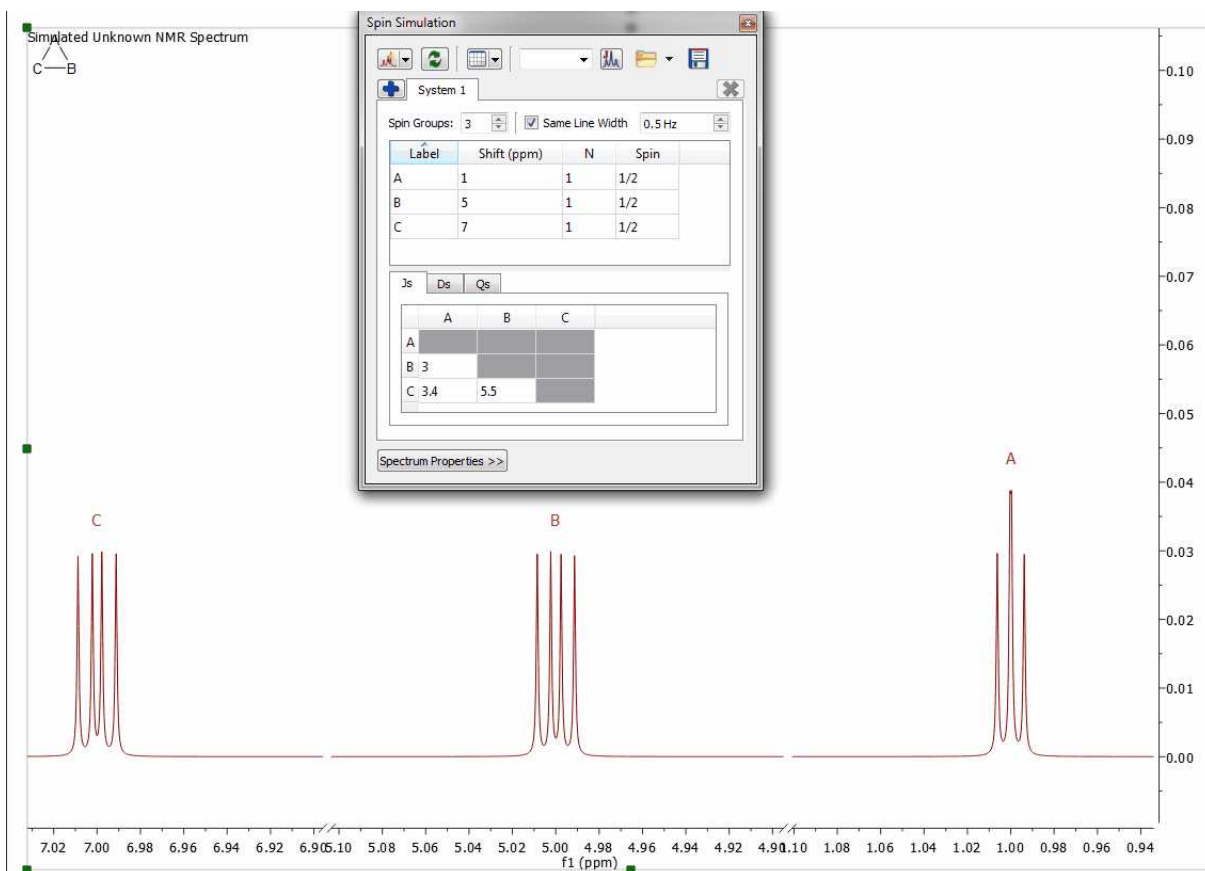 Simulated Unknown NMR Spectrum
A
C B
Spin Simulation
System 1
Spin Groups: 3 Same Line Width 0.5 Hz
Label Shift (ppm) N Spin
A 1 1 1/2
B 5 1 1/2
C 7 1 1/2
Js Ds Qs
A B C
A
B 3
C 3.4 5.5
Spectrum Properties >>
C
B
A
0.10
0.09
0.08
0.07
0.06
0.05
0.04
0.03
0.02
0.01
0.00
7.02 7.00 6.98 6.96 6.94 6.92 6.90 5.10 5.08 5.06 5.04 5.02 5.00 4.98 4.96 4.94 4.92 4.90 1.10 1.08 1.06 1.04 1.02 1.00 0.98 0.96 0.94
f1 (ppm)